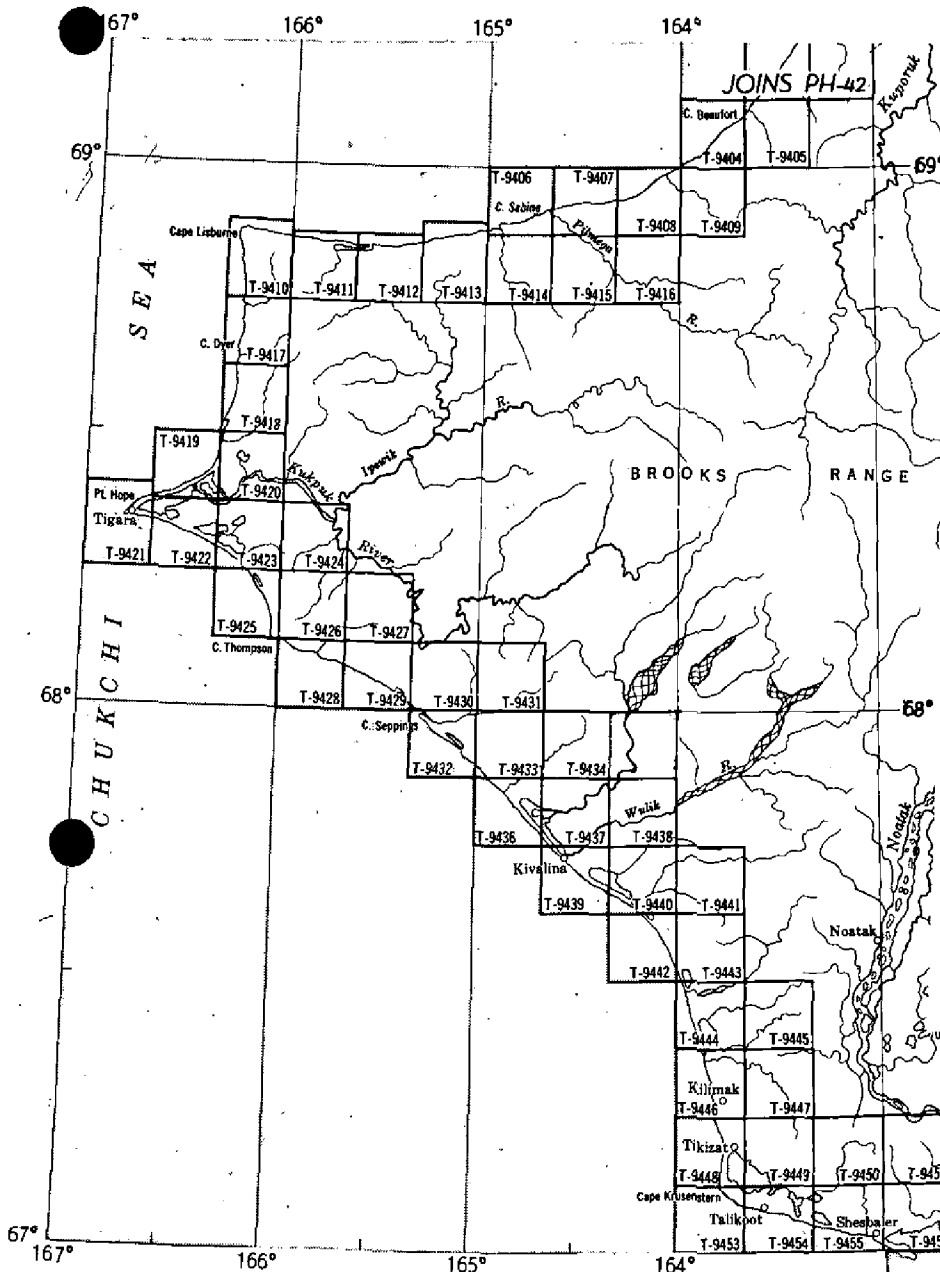 167° 166° 165° 164°
JOINS PH-42
Kuporuk
C. Beaufort
69° T-9404 T-9405 69°
T-9406 T-9407
C. Sabine
T-9408 T-9409
Cape Lisburne
Pitmega
SEA
T-9410 T-9411 T-9412 T-9413 T-9414 T-9415 T-9416
R.
C. Dyer
T-9417
T-9418
R.
T-9419
Ipewik
Kukpuk
BROOKS RANGE
T-9420
Pt. Hope
Tigara
River
T-9421 T-9422 T-9423 T-9424
CHUKCHI
T-9425 T-9426 T-9427
C. Thompson
68° T-9428 T-9429 T-9430 T-9431 68°
C. Seppings
T-9432 T-9433 T-9434
R.
Wulik
Noatak
T-9436 T-9437 T-9438
Kivalina
T-9439 T-9440 T-9441
Noatak
T-9442 T-9443
T-9444 T-9445
Kilimak
T-9446 T-9447
Tikizat
T-9448 T-9449 T-9450
Cape Krusenstern
Talikoot Sheshaler
67° T-9453 T-9454 T-9455
167° 166° 165° 164°